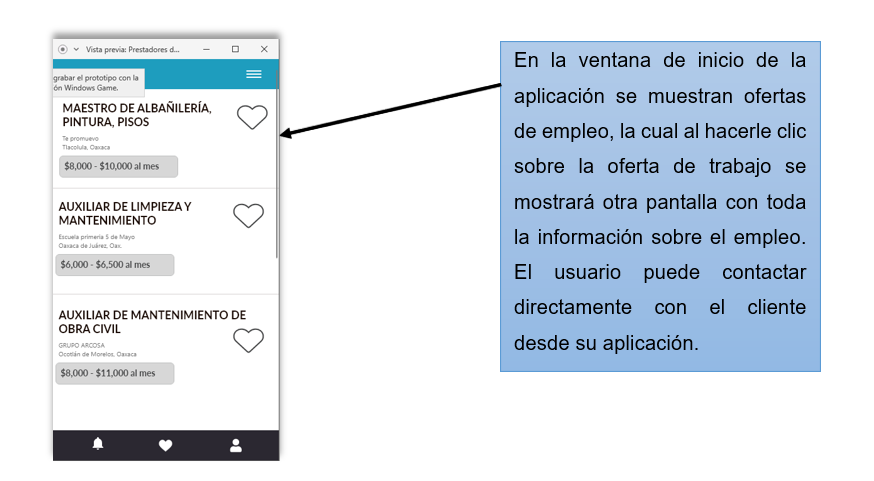 Vista previa: Prestadores d...
grabar el prototipo con la
ón Windows Game.
MAESTRO DE ALBAÑILERÍA,
PINTURA, PISOS
Te promuevo
Tlacolula, Oaxaca
$8,000 - $10,000 al mes
AUXILIAR DE LIMPIEZA Y
MANTENIMIENTO
Escuela primeria 5 de Mayo
Oaxaca de Juárez, Oax.
$6,000 - $6,500 al mes
AUXILIAR DE MANTENIMIENTO DE
OBRA CIVIL
GRUPO ARCOSA
Ocotlán de Morelos, Oaxaca
$8,000 - $11,000 al mes
En la ventana de inicio de la
aplicación se muestran ofertas
de empleo, la cual al hacerle clic
sobre la oferta de trabajo se
mostrará otra pantalla con toda
la información sobre el empleo.
El usuario puede contactar
directamente con el cliente
desde su aplicación.